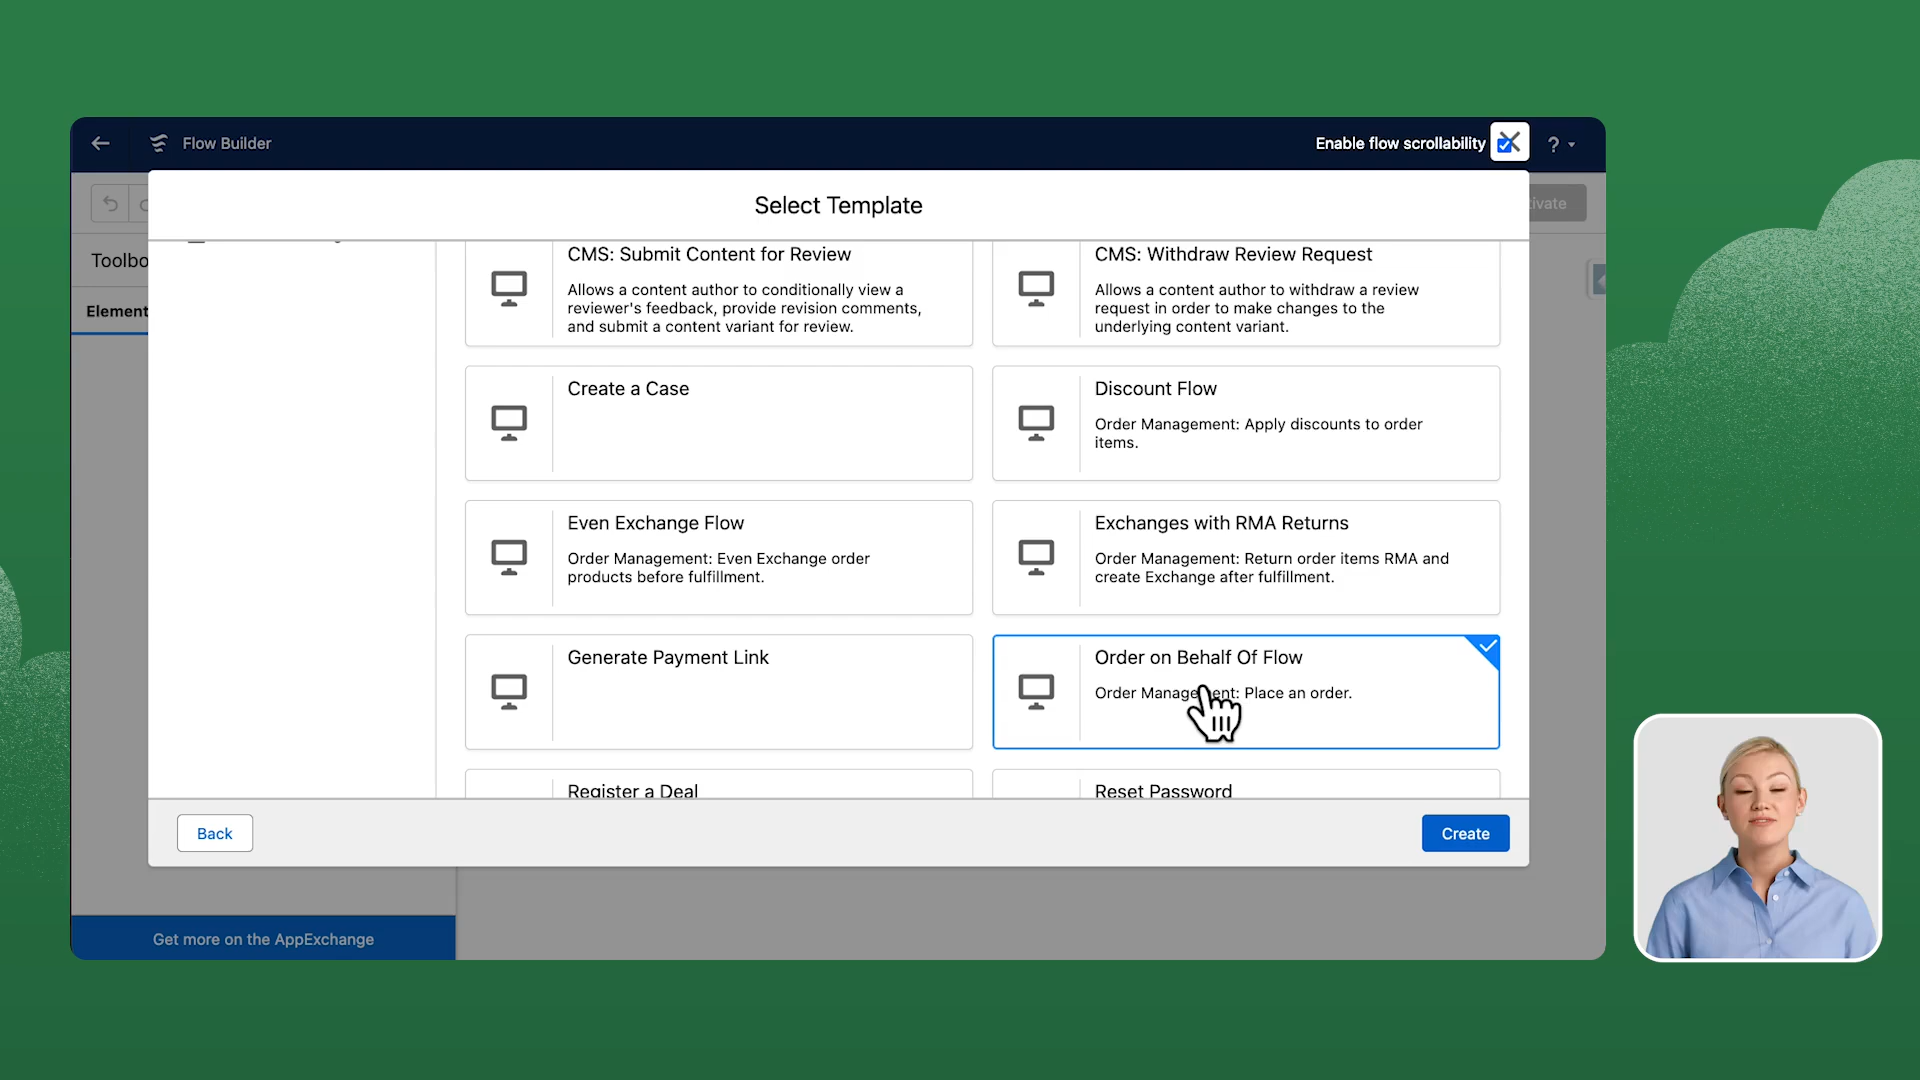 Flow Builder
Enable flow scrollability
?
Select Template
Toolbo
Element
CMS: Submit Content for Review
Allows a content author to conditionally view a
reviewer's feedback, provide revision comments,
and submit a content variant for review.
CMS: Withdraw Review Request
Allows a content author to withdraw a review
request in order to make changes to the
underlying content variant.
Create a Case
Discount Flow
Order Management: Apply discounts to order
items.
Even Exchange Flow
Order Management: Even Exchange order
products before fulfillment.
Exchanges with RMA Returns
Order Management: Return order items RMA and
create Exchange after fulfillment.
Generate Payment Link
Order on Behalf Of Flow
Order Management: Place an order.
Register a Deal
Reset Password
Back
Create
Get more on the AppExchange